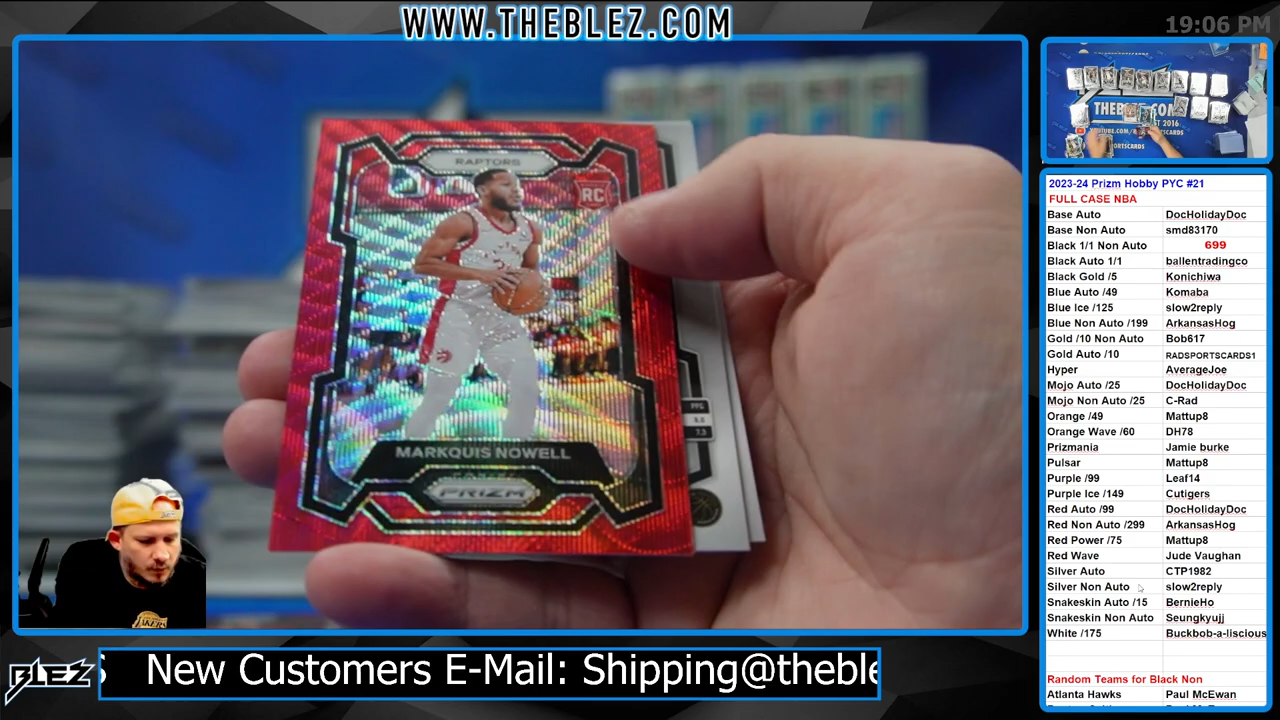 WWW.THEBLEZ.COM
19:06 PM
RAPTORS
RC
MARKQUIS NOWELL
PANINI
PRIZM
PPG
THEBLEZ.COM
ST 2016
2023-24 Prizm Hobby PYC #21
FULL CASE NBA
Base Auto DocHolidayDoc
Base Non Auto smd83170
Black 1/1 Non Auto 699
Black Auto 1/1 ballentradingco
Black Gold /5 Konichiwa
Blue Auto /49 Komaba
Blue Ice /125 slow2reply
Blue Non Auto /199 ArkansasHog
Gold /10 Non Auto Bob617
Gold Auto /10 RADSPORTSCARDS1
Hyper AverageJoe
Mojo Auto /25 DocHolidayDoc
Mojo Non Auto /25 C-Rad
Orange /49 Mattup8
Orange Wave /60 DH78
Prizmania Jamie burke
Pulsar Mattup8
Purple /99 Leaf14
Purple Ice /149 Cutigers
Red Auto /99 DocHolidayDoc
Red Non Auto /299 ArkansasHog
Red Power /75 Mattup8
Red Wave Jude Vaughan
Silver Auto CTP1982
Silver Non Auto slow2reply
Snakeskin Auto /15 BernieHo
Snakeskin Non Auto Seungkyujj
White /175 Buckbob-a-liscious
Random Teams for Black Non
Atlanta Hawks Paul McEwan
LAKERS
BLEZ
S New Customers E-Mail: Shipping@theble